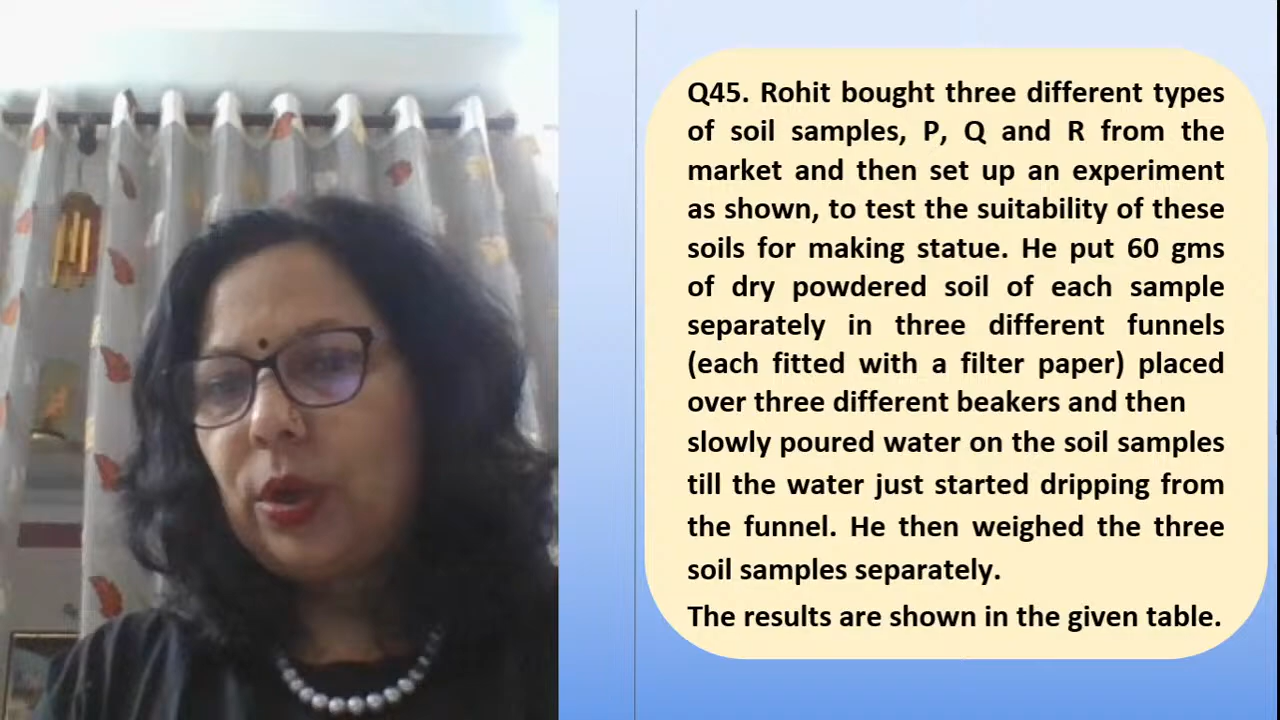 Q45. Rohit bought three different types
of soil samples, P, Q and R from the
market and then set up an experiment
as shown, to test the suitability of these
soils for making statue. He put 60 gms
of dry powdered soil of each sample
separately in three different funnels
(each fitted with a filter paper) placed
over three different beakers and then
slowly poured water on the soil samples
till the water just started dripping from
the funnel. He then weighed the three
soil samples separately.
The results are shown in the given table.